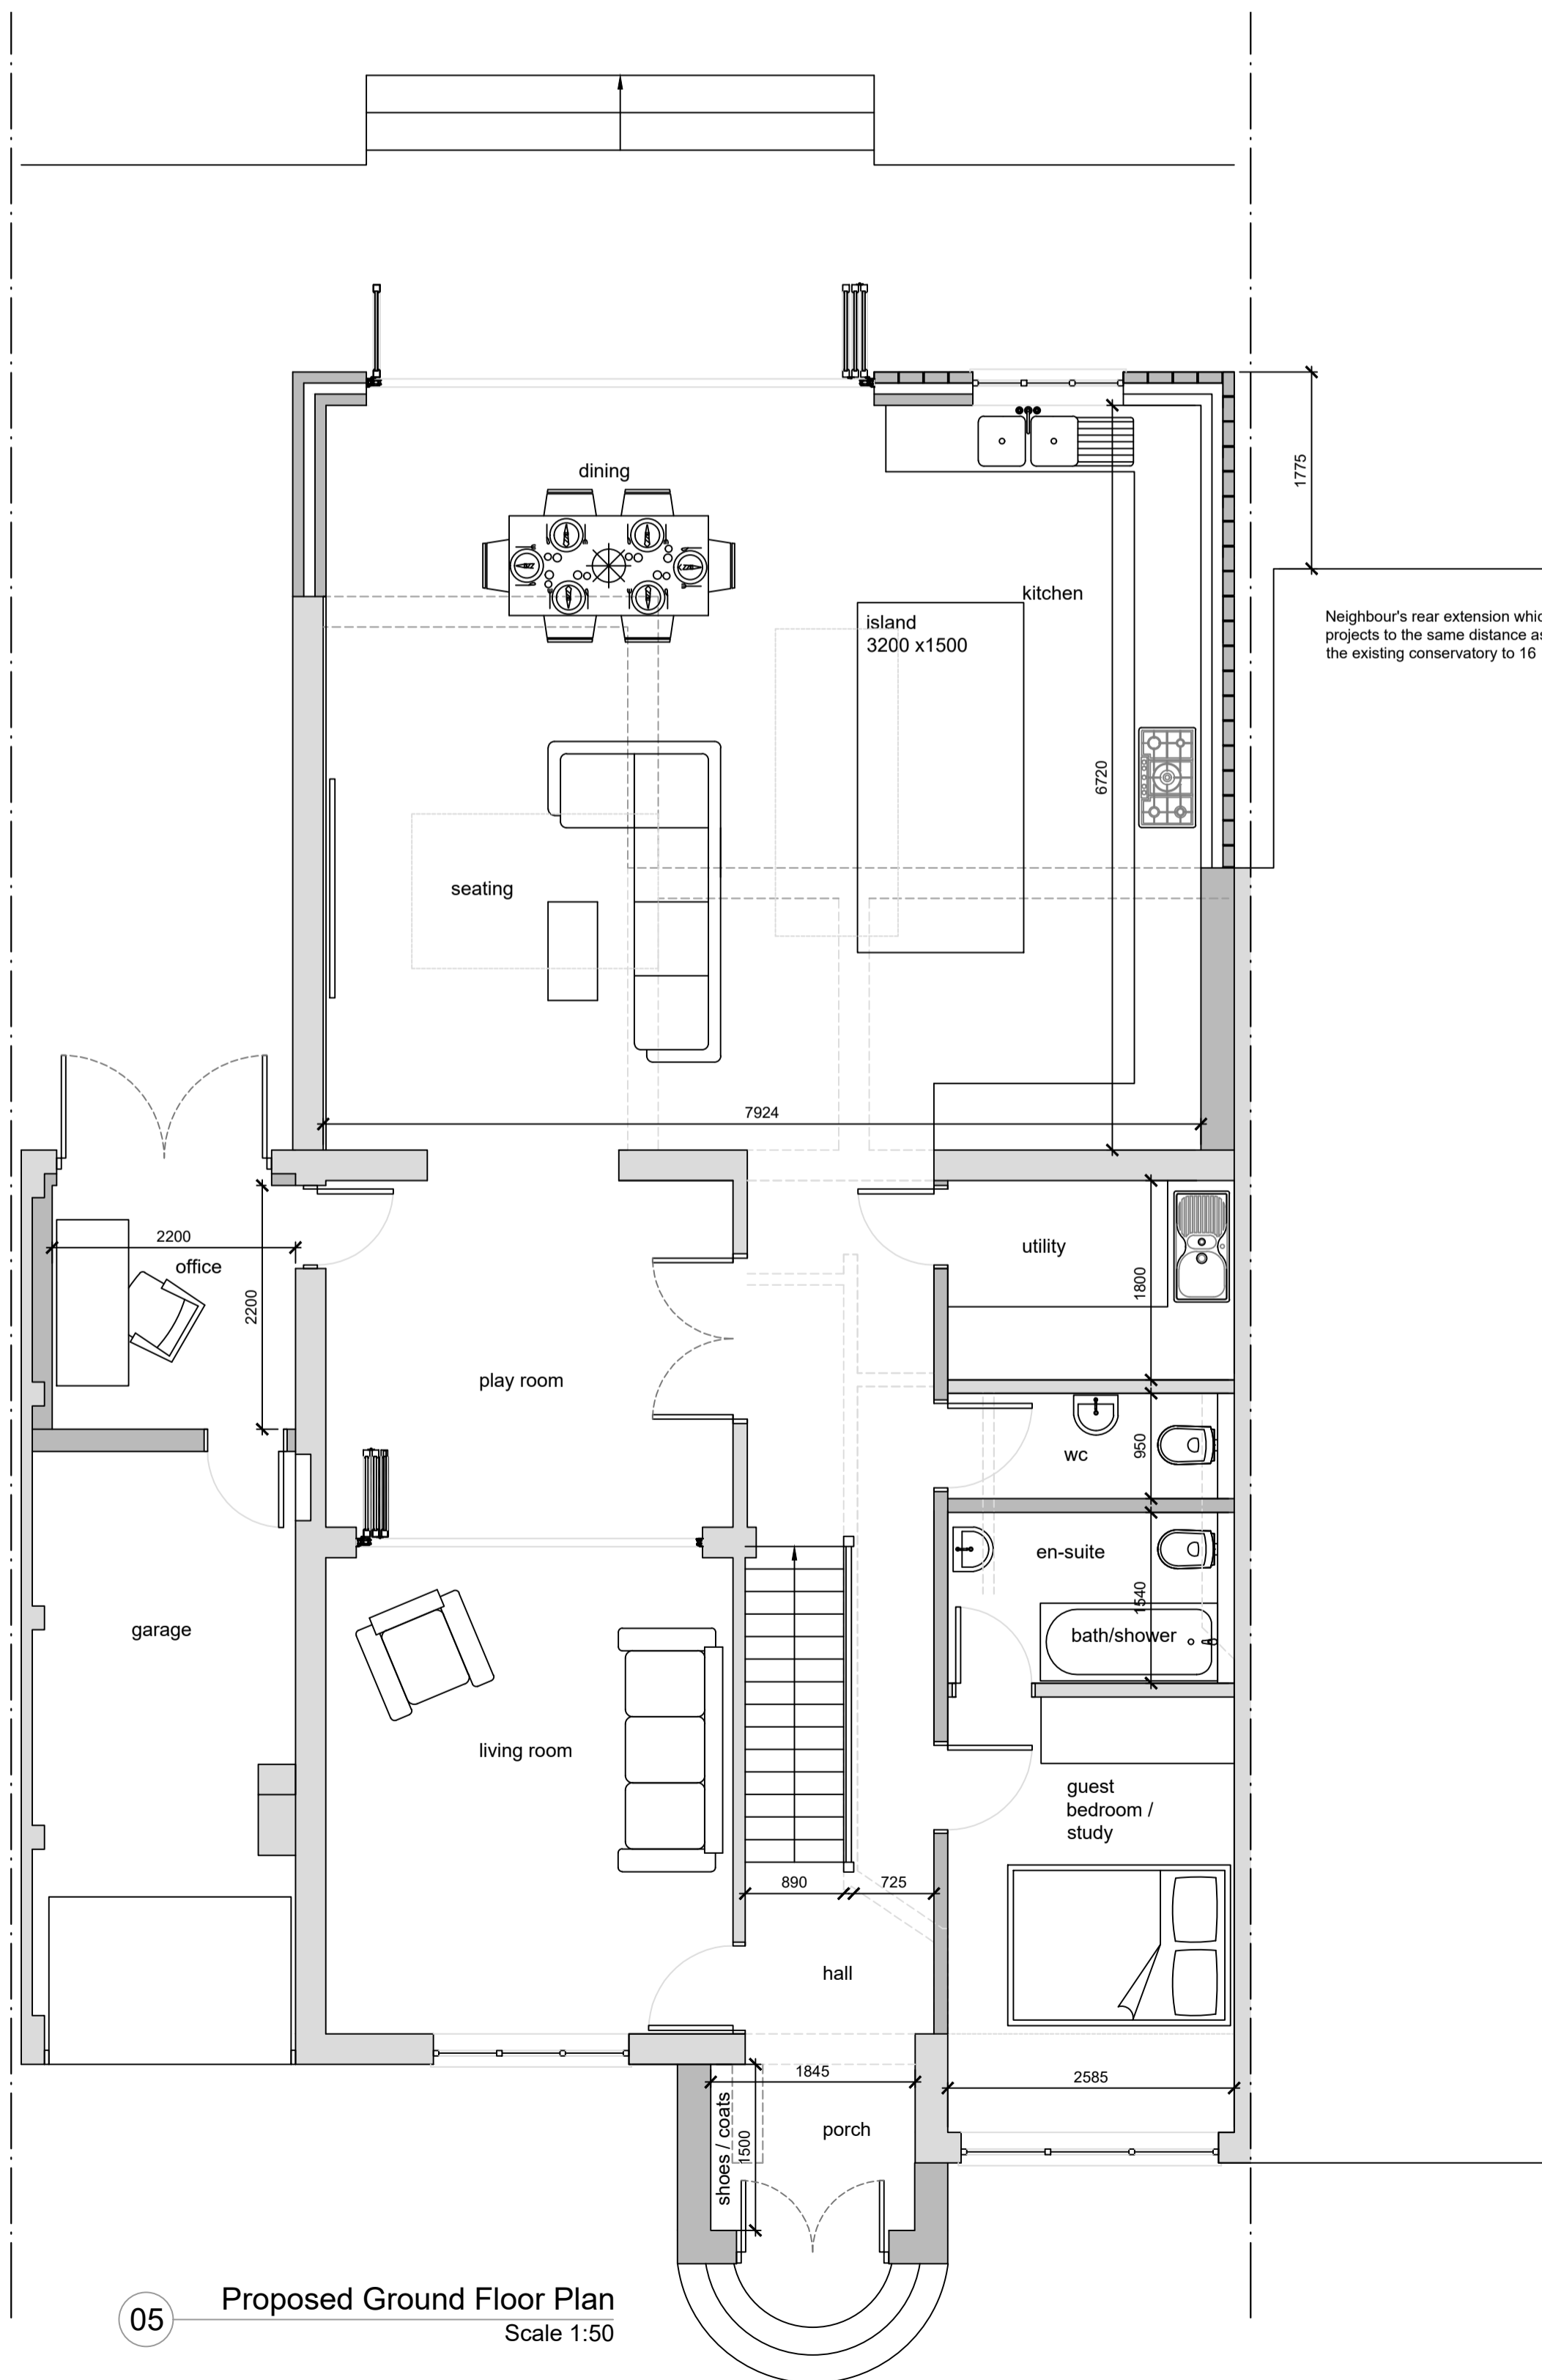 dining
kitchen
island
3200 x1500
1775
Neighbour's rear extension whic
projects to the same distance as
the existing conservatory to 16
6720
seating
7924
2200
office
2200
utility
1800
play room
wc
950
en-suite
1540
bath/shower
garage
living room
guest
bedroom /
study
890
725
hall
1845
2585
shoes / coats
1500
porch
05
Proposed Ground Floor Plan
Scale 1:50